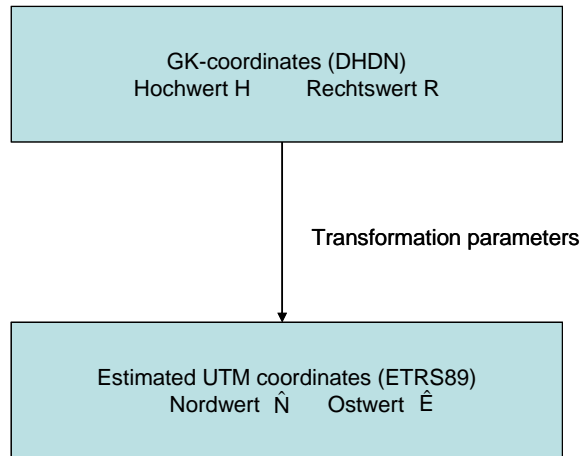 GK-coordinates (DHDN)
Hochwert H Rechtswert R
Transformation parameters
Estimated UTM coordinates (ETRS89)
Nordwert N̂ Ostwert Ê